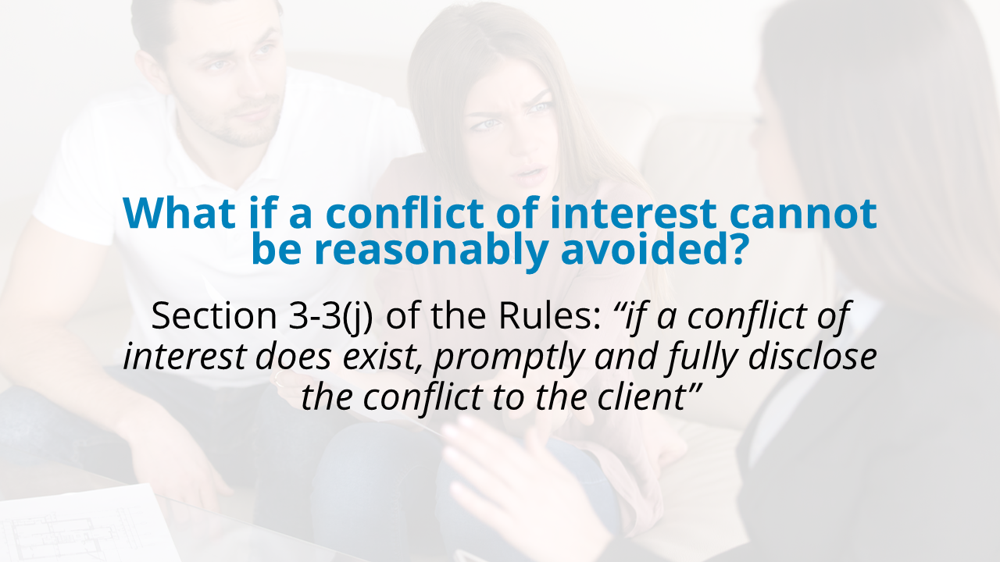 What if a conflict of interest cannot
be reasonably avoided?
Section 3-3(j) of the Rules: “if a conflict of
interest does exist, promptly and fully disclose
the conflict to the client”